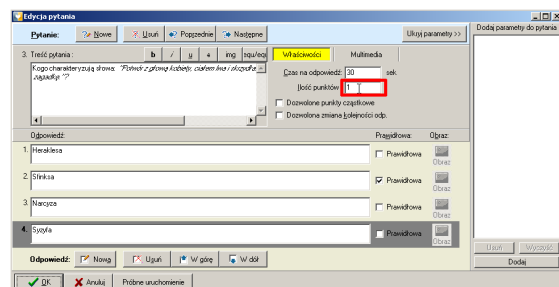 Edycja pytania
Pytanie: Nowe Usuń Poprzednie Następne Ukryj parametry >>
Dodaj parametry do pytania
3. Treść pytania: b / u 4 img Właściwości Multimedia
Kogo charakteryzują słowa: "Potwór z głową kobiety, ciałem lwa i skrzydła
zagadkę "?
Czas na odpowiedź: 30 sek
Ilość punktów 1
Dozwolone punkty cząstkowe
Dozwolona zmiana kolejności odp.
Odpowiedź: Prawidłowa: Obraz:
1. Heraklesa Prawidłowa Obraz
2. Sfinksa Prawidłowa Obraz
3. Narcyza Prawidłowa Obraz
4. Syzyfa Prawidłowa Obraz
Odpowiedź: Nowa Usuń W górę W dół
Usuń Wyczyść
Dodaj
OK Anuluj Próbne uruchomienie